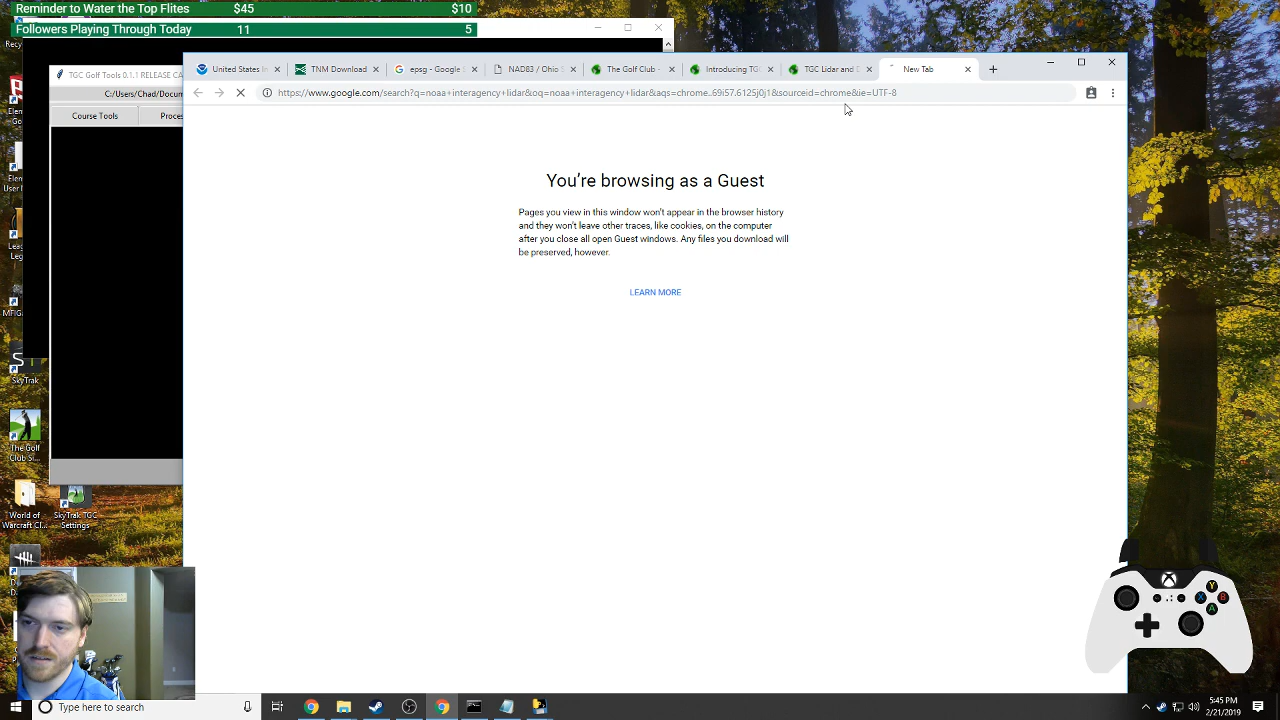 Reminder to Water the Top Flites $45 $10
Followers Playing Through Today 11 5
TGC Golf Tools 0.1.1 RELEASE CA
C:/Users/Chad/Docum
Course Tools
Proces
United States In
TNM Download
epsg - Google
NAD83 / Ohio S
The Golf Club -
Introducing TG
TGC Lidar and D
New Tab
https://www.google.com/search?q=noaa+interagency+lidar&oq=noaa+interagency+lidar&aqs=chrome..69i57.6125j0j1&sourceid=chrome&ie=UTF-8
You're browsing as a Guest
Pages you view in this window won't appear in the browser history
and they won't leave other traces, like cookies, on the computer
after you close all open Guest windows. Any files you download will
be preserved, however.
LEARN MORE
SkyTrak
The Golf
Club Si...
World of
Warcraft Cl...
SkyTrak TGC
Settings
Y
X
B
A
Type here to search
5:45 PM
2/21/2019